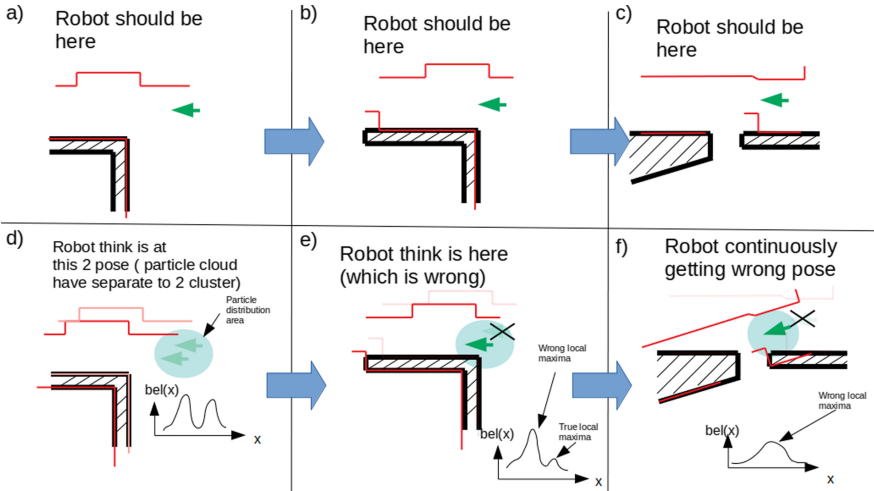 a)
Robot should be
here
b)
Robot should be
here
c)
Robot should be
here
d)
Robot think is at
this 2 pose ( particle cloud
have separate to 2 cluster)
Particle
distribution
area
bel(x)
x
e)
Robot think is here
(which is wrong)
Wrong local
maxima
True local
maxima
bel(x)
x
f)
Robot continuously
getting wrong pose
Wrong local
maxima
bel(x)
x